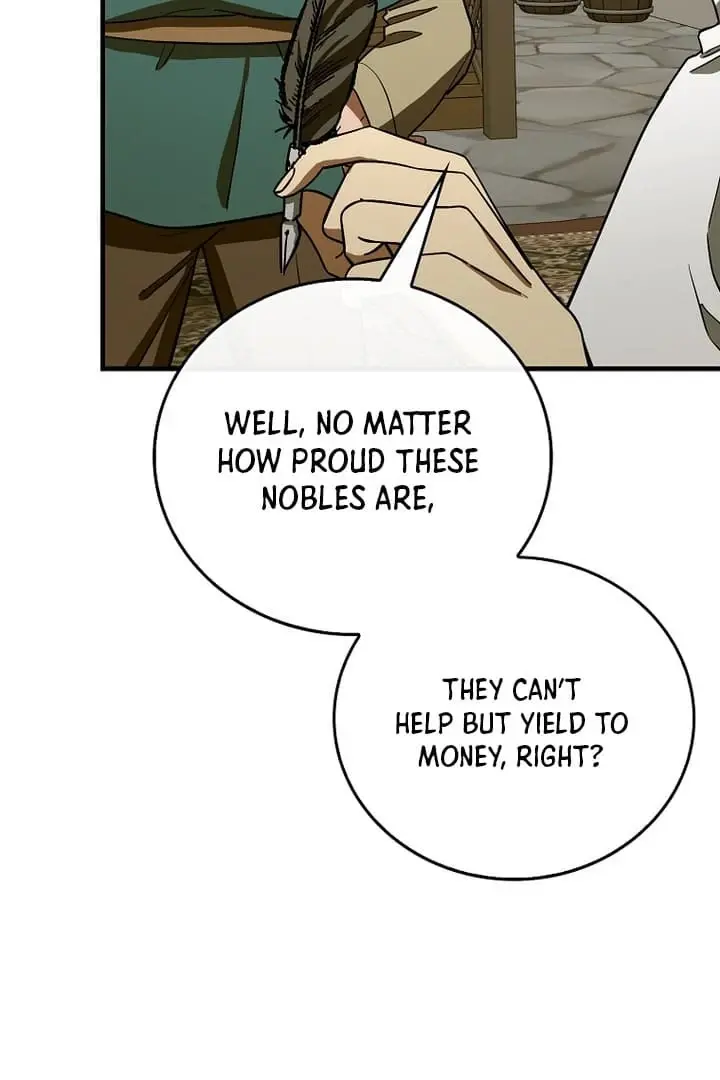 WELL, NO MATTER
HOW PROUD THESE
NOBLES ARE,
THEY CAN'T
HELP BUT YIELD TO
MONEY, RIGHT?